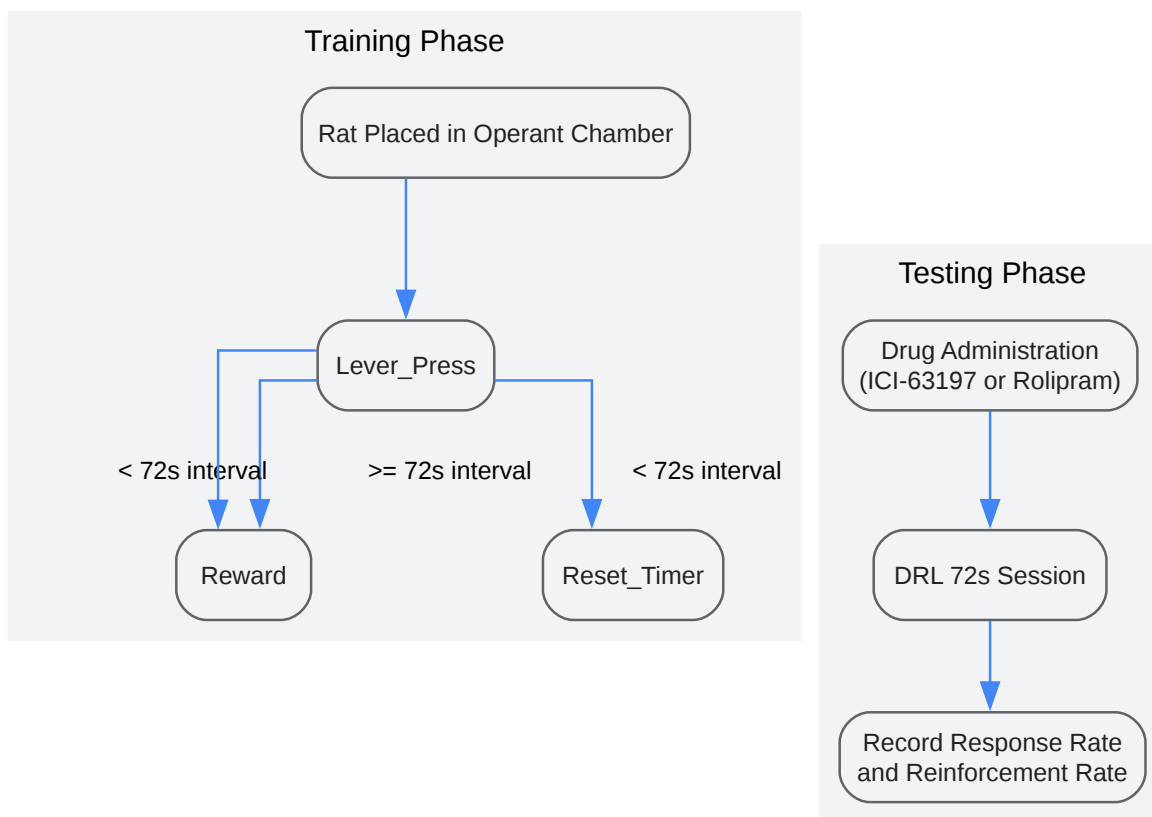 Training Phase
Rat Placed in Operant Chamber
Lever_Press
< 72s interval
>= 72s interval
< 72s interval
Reward
Reset_Timer
Testing Phase
Drug Administration
(ICI-63197 or Rolipram)
DRL 72s Session
Record Response Rate
and Reinforcement Rate